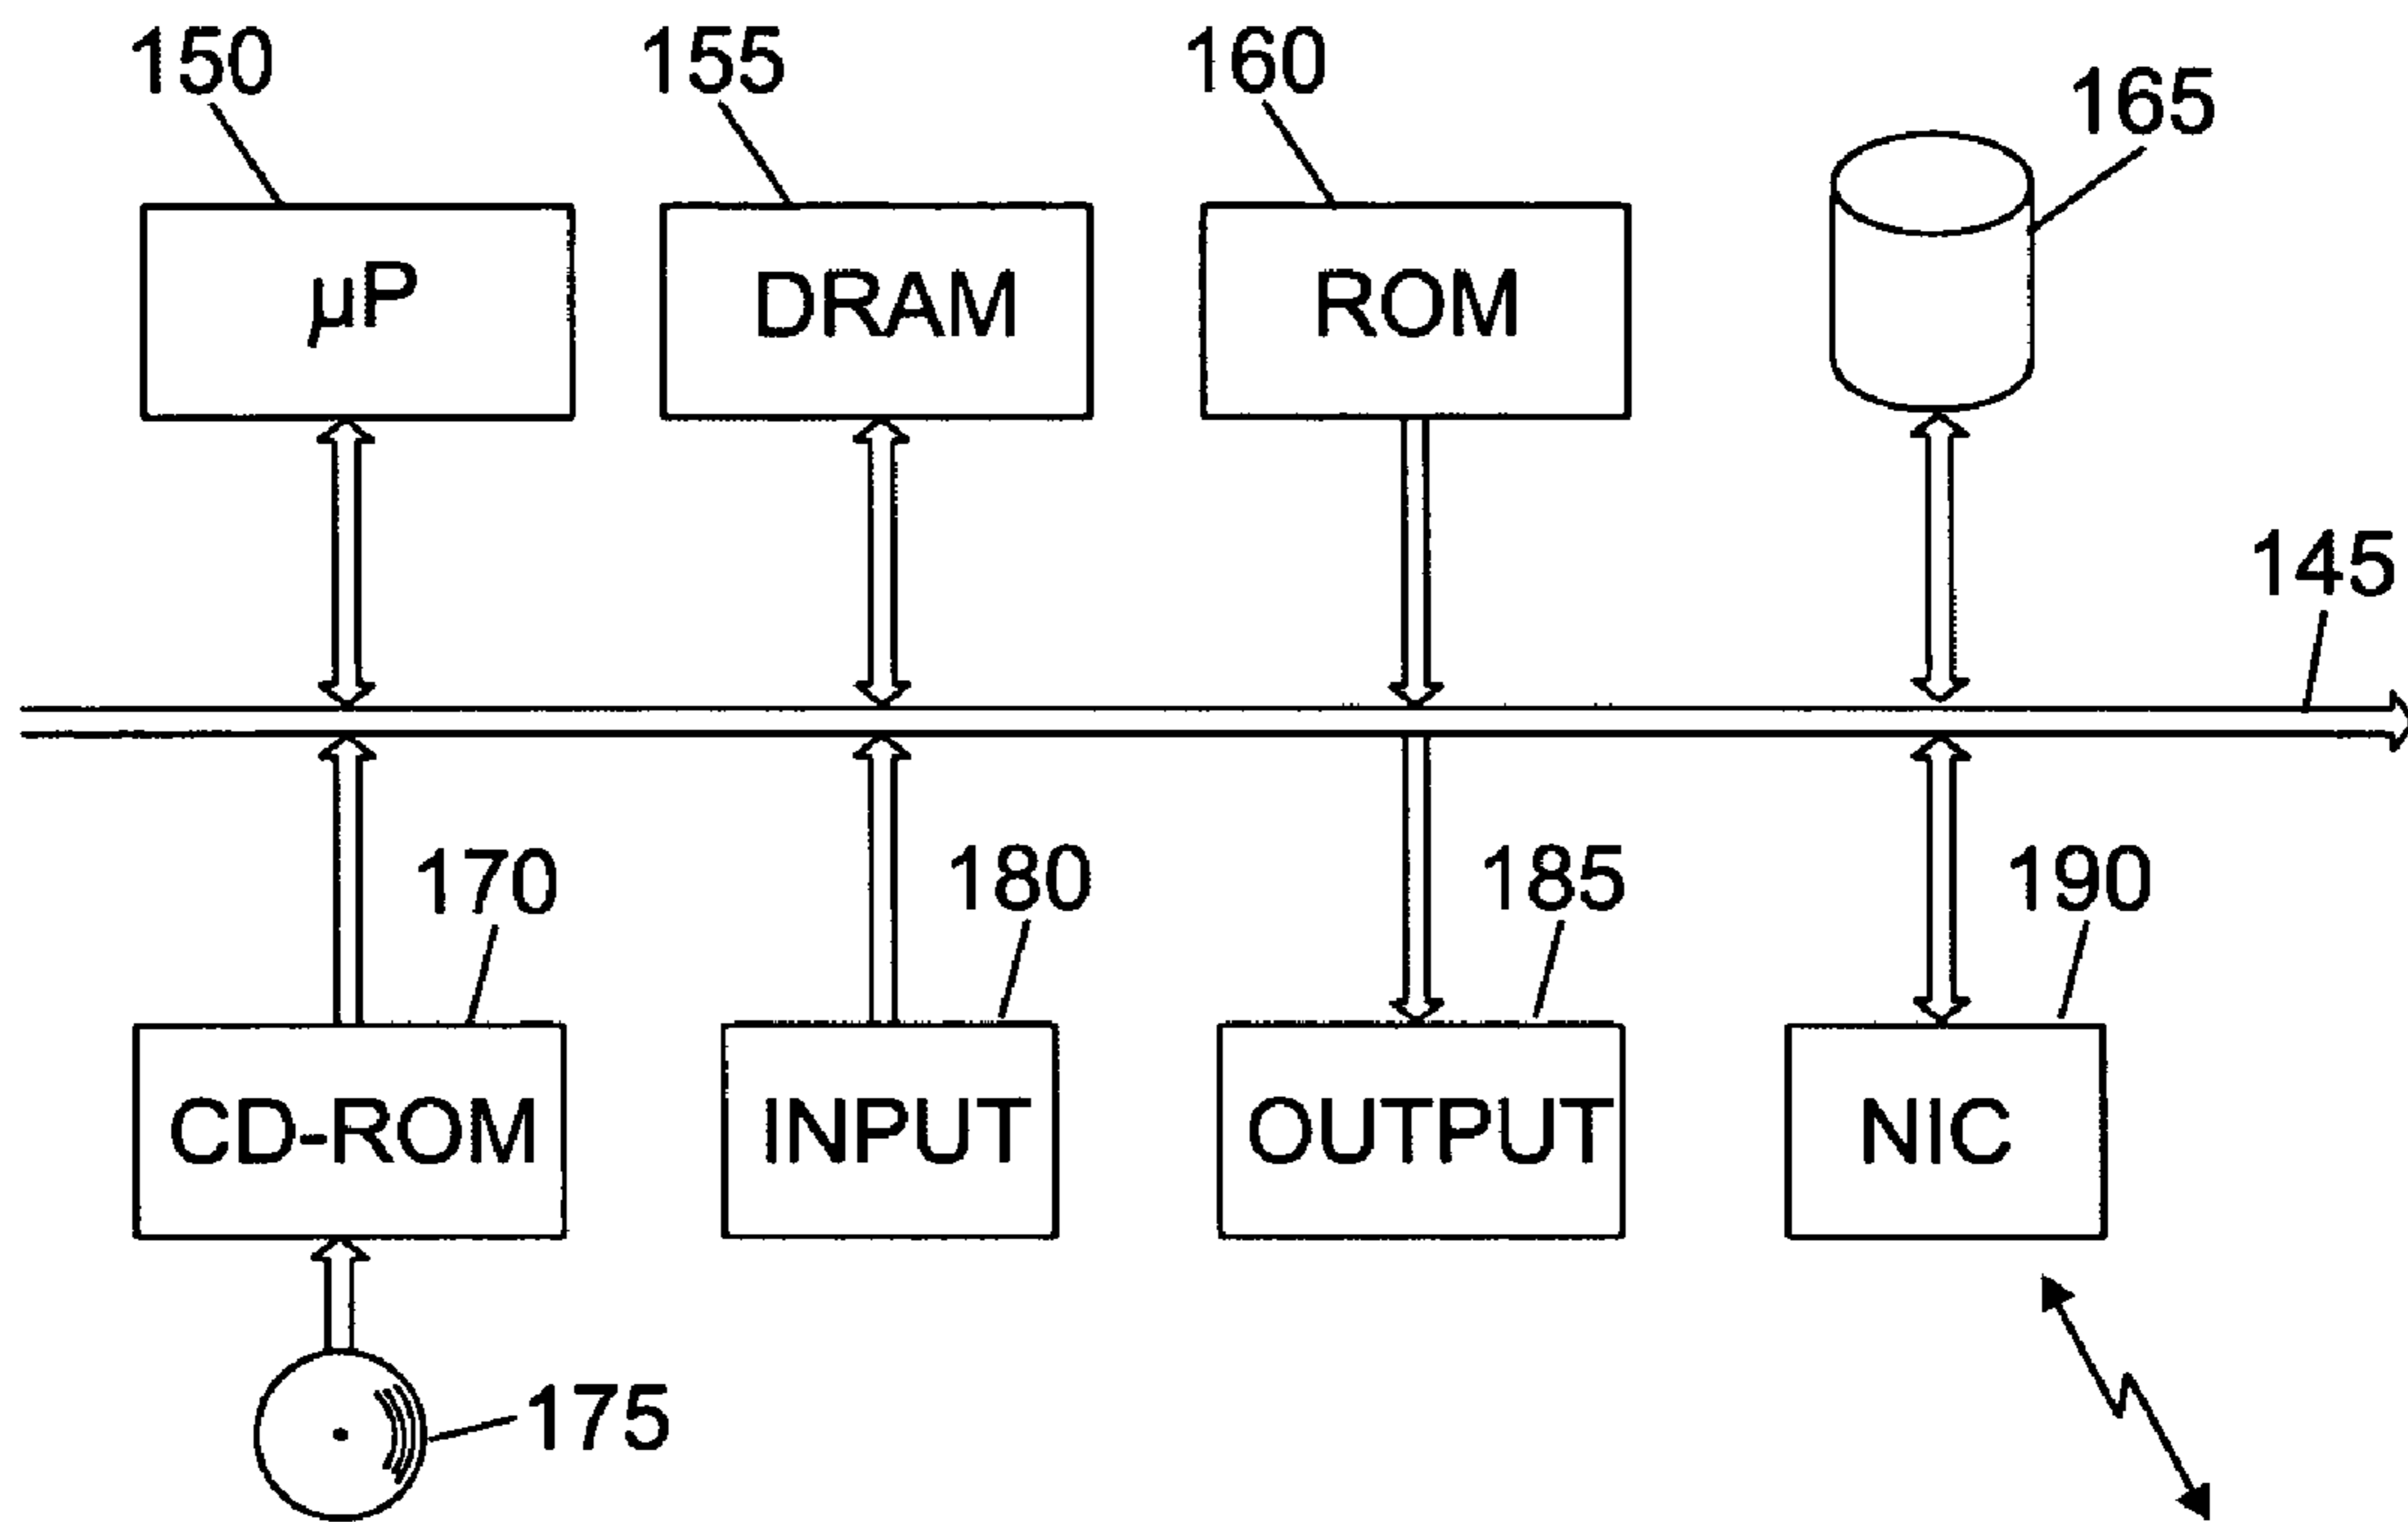 150
155
160
165
µP
DRAM
ROM
145
170
180
185
190
CD-ROM
INPUT
OUTPUT
NIC
175